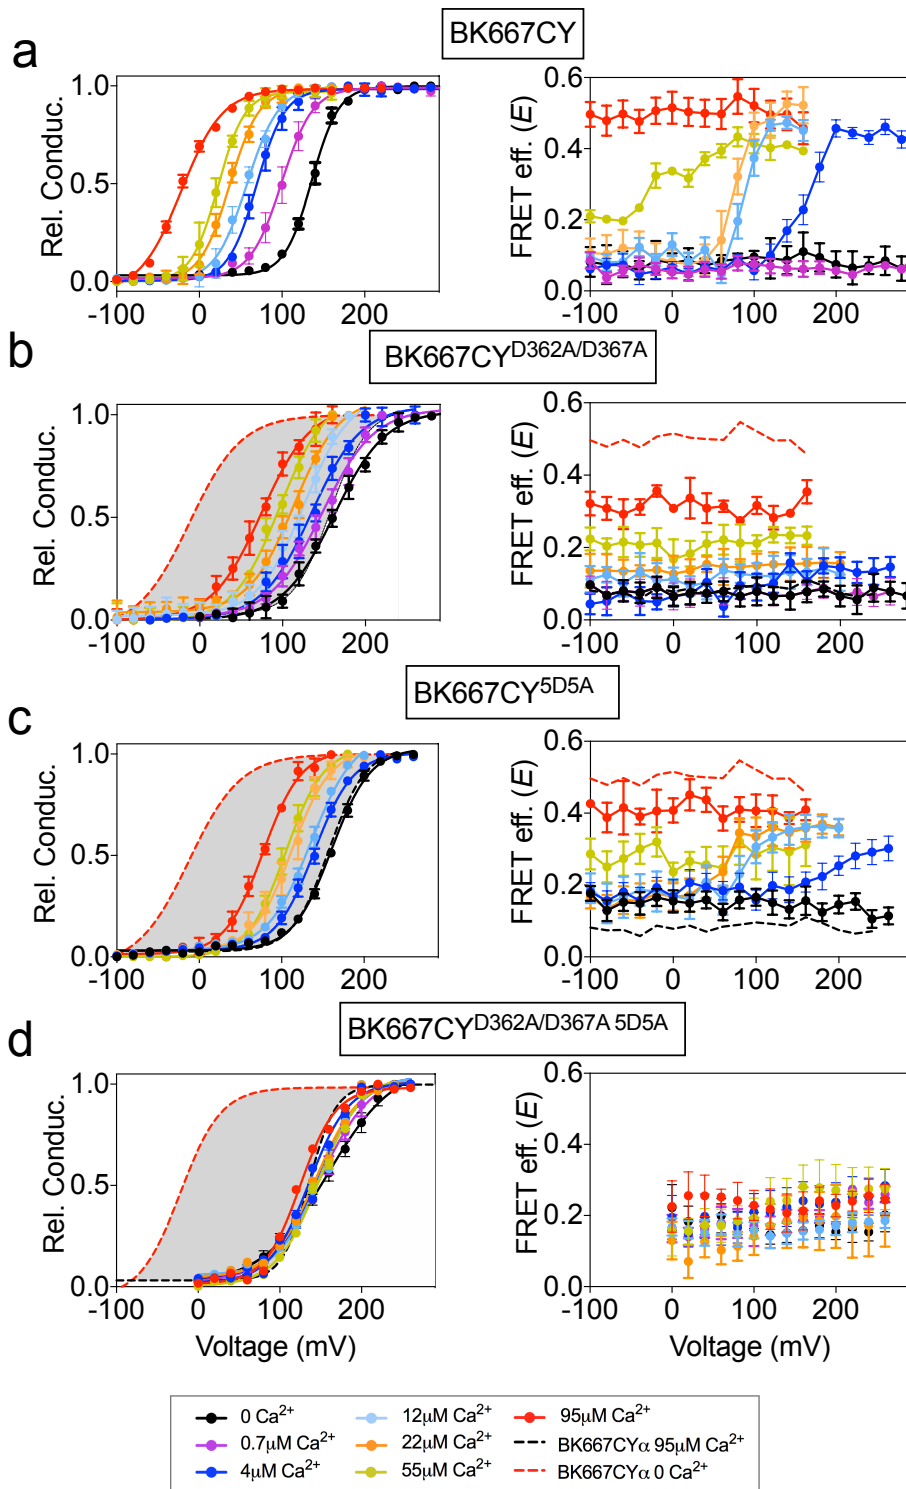 BK667CY
a
Rel. Conduc.
1.0
0.5
0.0
-100 0 100 200
FRET eff. (E)
0.6
0.4
0.2
0.0
-100 0 100 200
b
BK667CY^D362A/D367A
Rel. Conduc.
1.0
0.5
0.0
-100 0 100 200
FRET eff. (E)
0.6
0.4
0.2
0.0
-100 0 100 200
BK667CY^5D5A
c
Rel. Conduc.
1.0
0.5
0.0
-100 0 100 200
FRET eff. (E)
0.6
0.4
0.2
0.0
-100 0 100 200
BK667CY^D362A/D367A 5D5A
d
Rel. Conduc.
1.0
0.5
0.0
-100 0 100 200
Voltage (mV)
FRET eff. (E)
0.6
0.4
0.2
0.0
-100 0 100 200
Voltage (mV)
0 Ca²⁺ 12µM Ca²⁺ 95µM Ca²⁺
0.7µM Ca²⁺ 22µM Ca²⁺ BK667CYα 95µM Ca²⁺
4µM Ca²⁺ 55µM Ca²⁺ BK667CYα 0 Ca²⁺